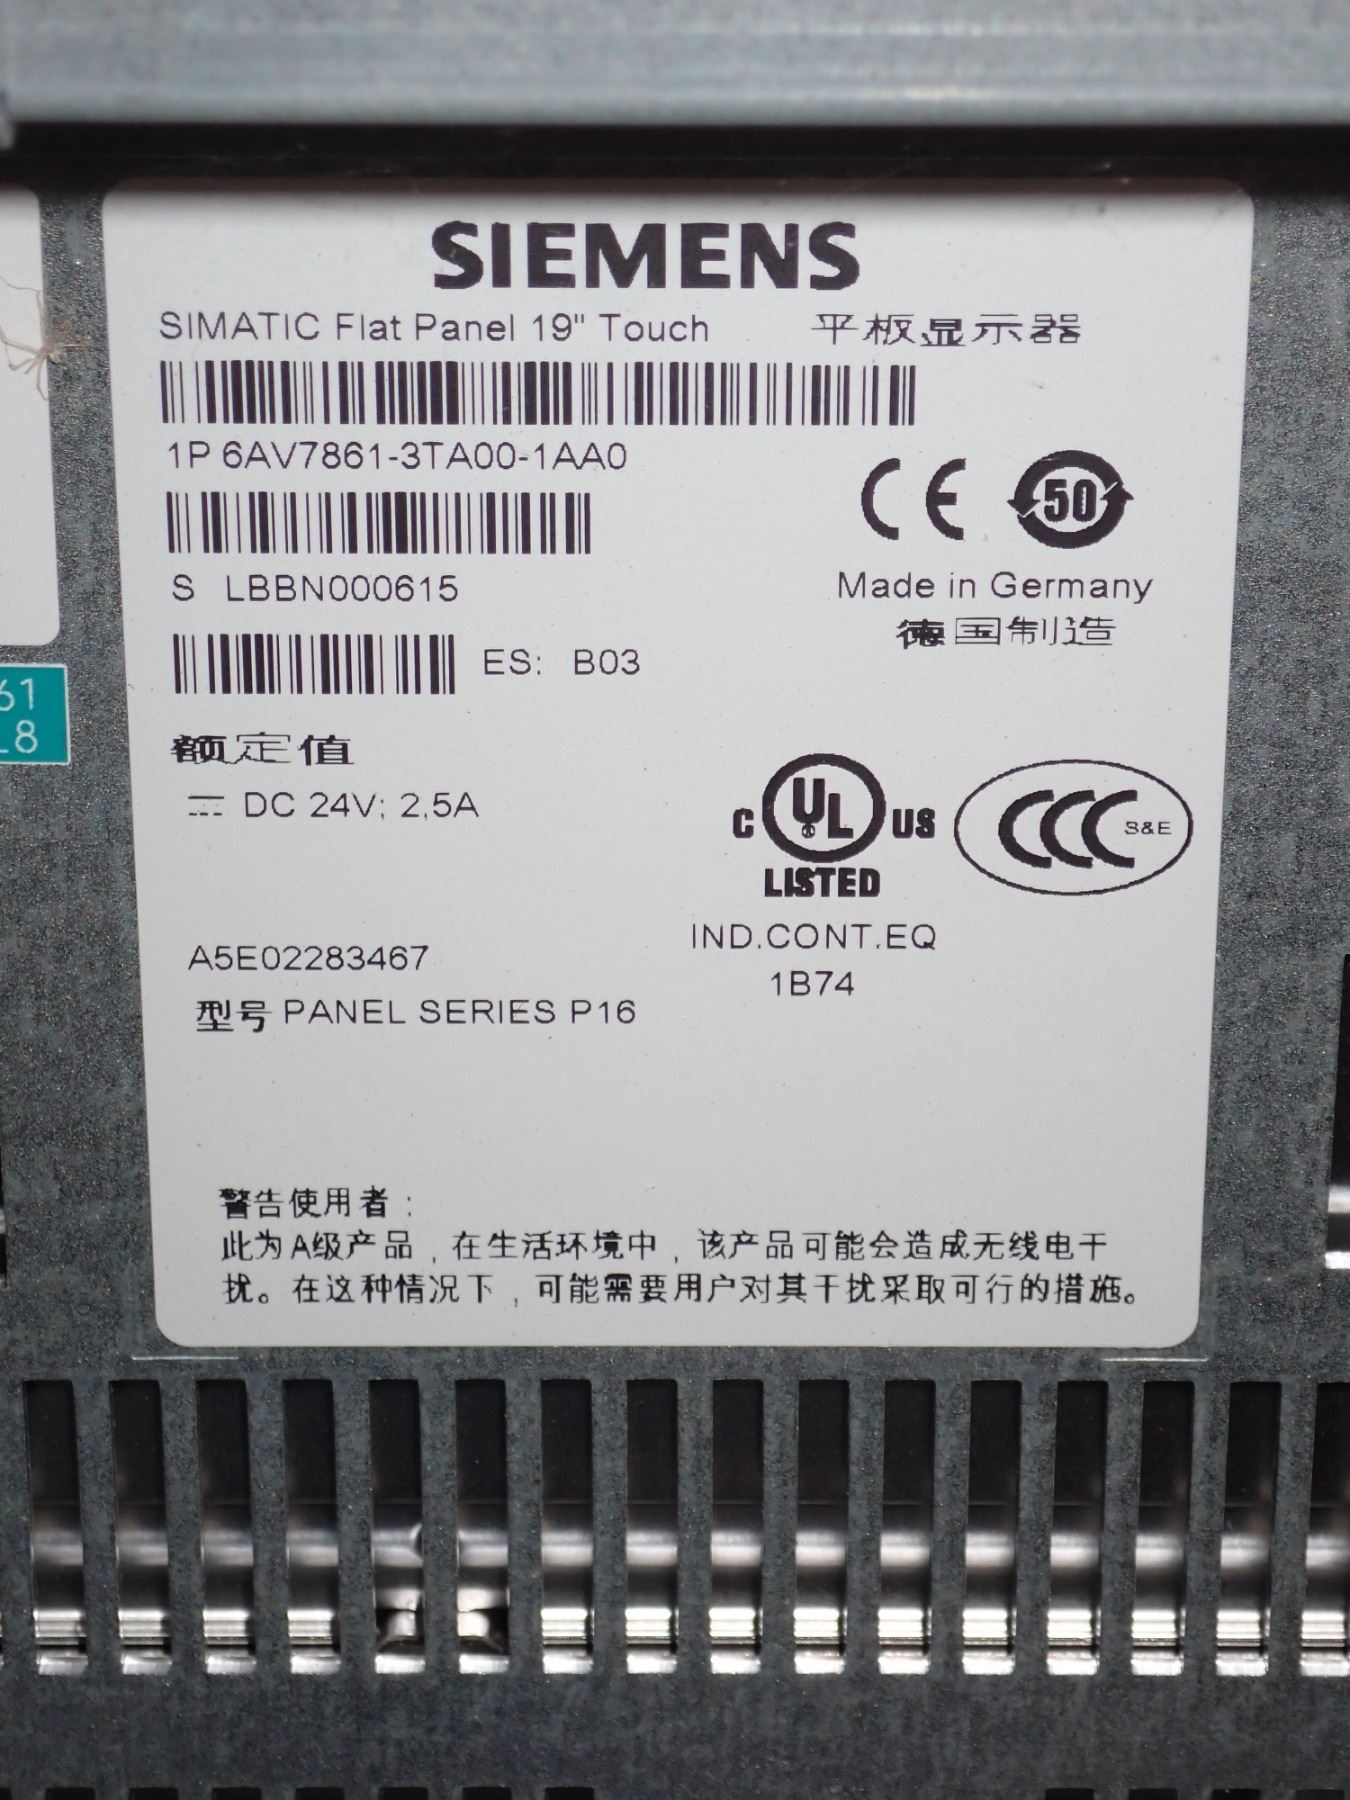 SIEMENS
SIMATIC Flat Panel 19" Touch 平板显示器
1P 6AV7861-3TA00-1AA0
CE 50
S LBBN000615
Made in Germany
德国制造
ES: B03
61
L8
额定值
DC 24V; 2,5A
C UL US LISTED
CCC S&E
IND.CONT.EQ
1B74
A5E02283467
型号 PANEL SERIES P16
警告使用者:
此为A级产品,在生活环境中,该产品可能会造成无线电干
扰。在这种情况下,可能需要用户对其干扰采取可行的措施。